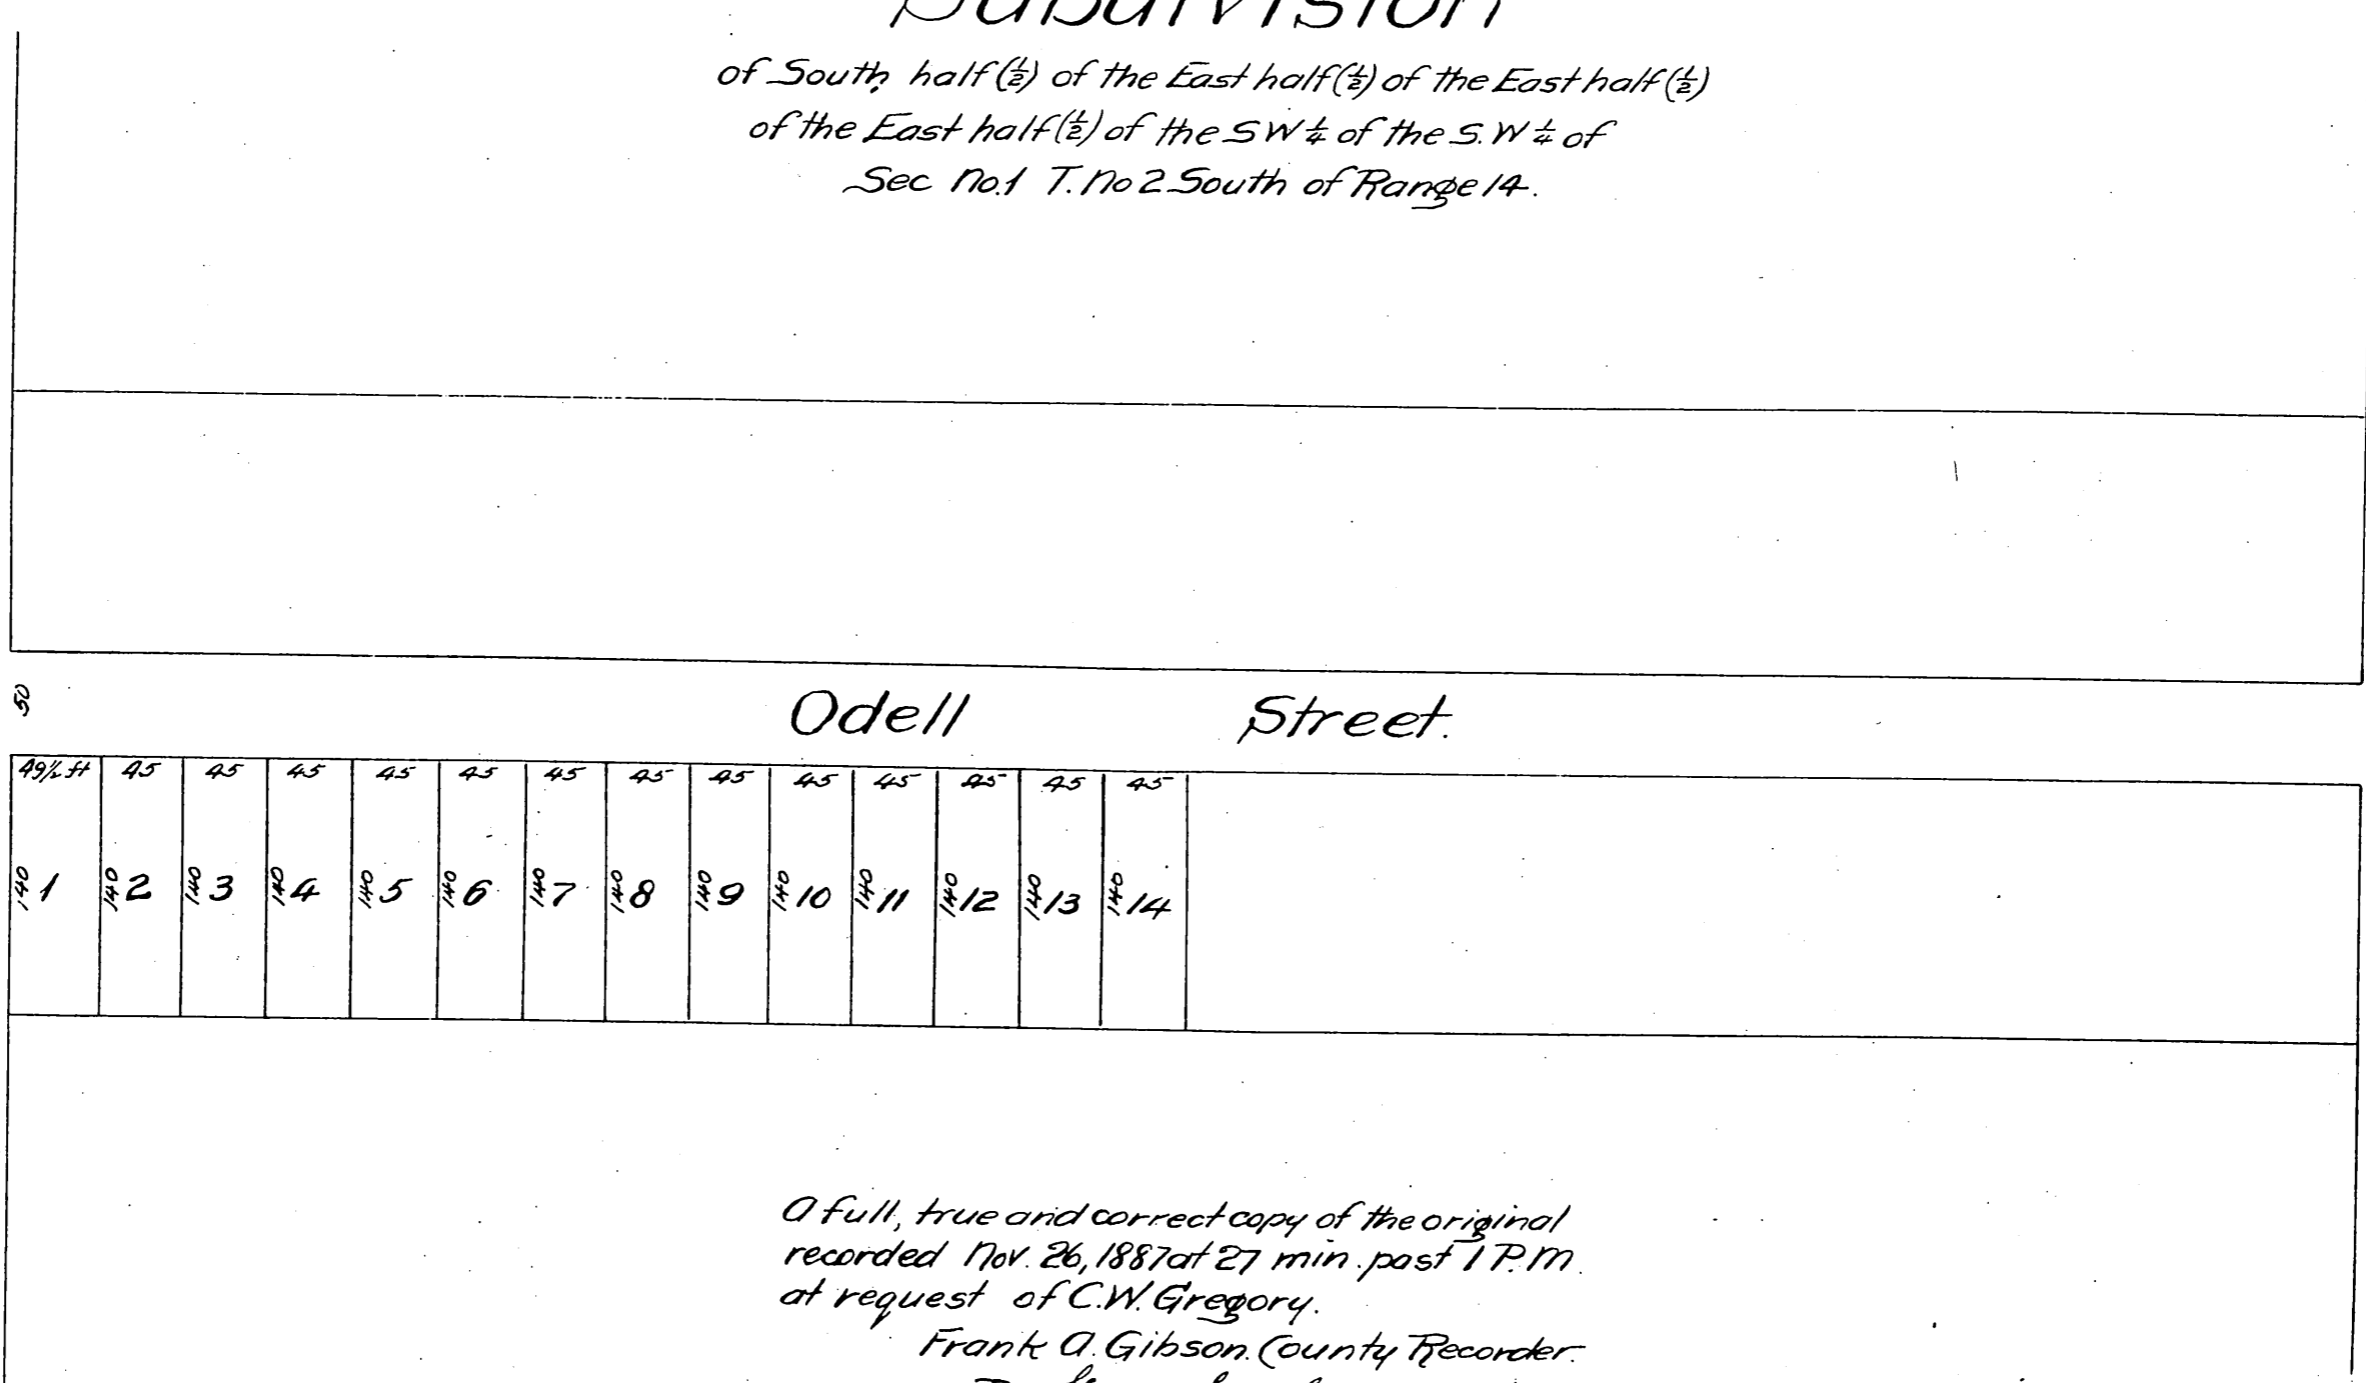 Subdivision
of South half (½) of the East half (½) of the East half (½)
of the East half (½) of the SW ¼ of the S.W ¼ of
Sec No.1 T. No 2 South of Range 14.
50
Odell Street.
49½ ft 45 45 45 45 45 45 45 45 45 45 45 45 45
140 1 140 2 140 3 140 4 140 5 140 6 140 7 140 8 140 9 140 10 140 11 140 12 140 13 140 14
A full, true and correct copy of the original
recorded Nov. 26, 1887 at 27 min. past 1 P.M.
at request of C.W. Gregory.
Frank A. Gibson. County Recorder.